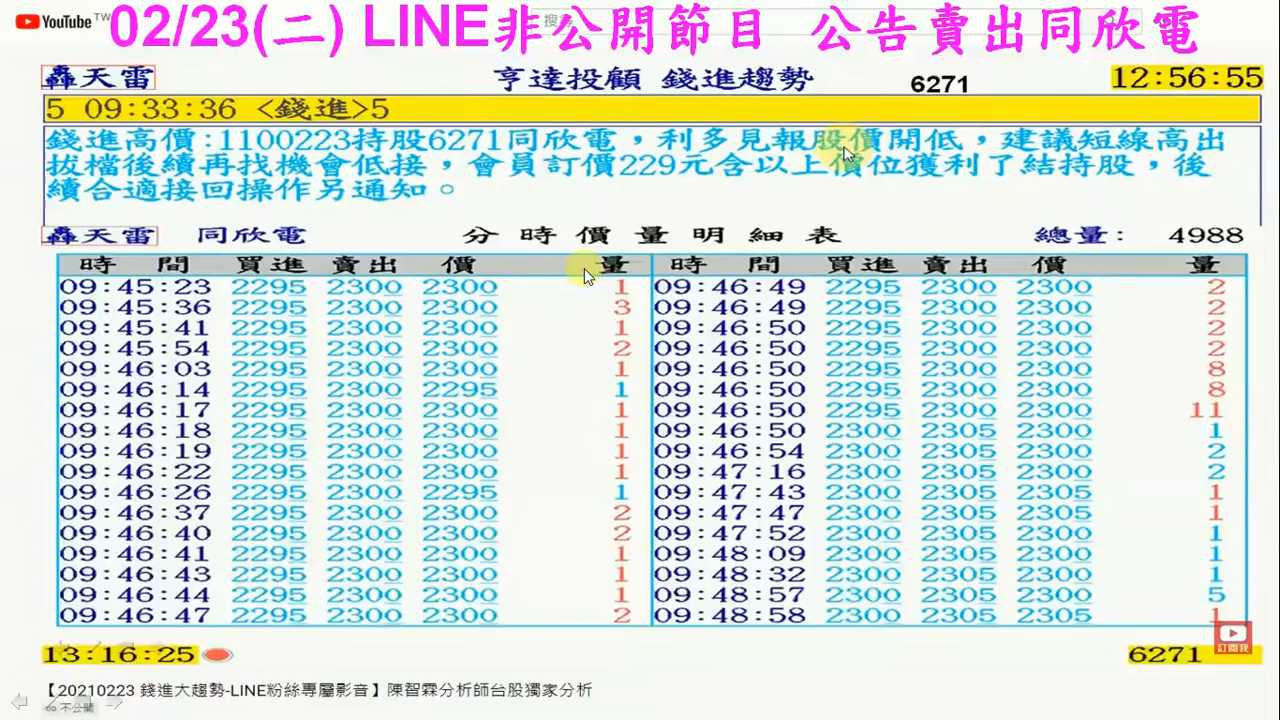 YouTube TW
搜尋
02/23(二) LINE非公開節目 公告賣出同欣電
轟天雷 亨達投顧 錢進趨勢 6271 12:56:55
5 09:33:36 <錢進>5
錢進高價:1100223持股6271同欣電，利多見報股價開低，建議短線高出
拔檔後續再找機會低接，會員訂價229元含以上價位獲利了結持股，後
續合適接回操作另通知。
轟天雷 同欣電 分時價量明細表 總量: 4988
時間 買進 賣出 價 量 時間 買進 賣出 價 量
09:45:23 2295 2300 2300 1 09:46:49 2295 2300 2300 2
09:45:36 2295 2300 2300 3 09:46:49 2295 2300 2300 2
09:45:41 2295 2300 2300 1 09:46:50 2295 2300 2300 2
09:45:54 2295 2300 2300 2 09:46:50 2295 2300 2300 2
09:46:03 2295 2300 2300 1 09:46:50 2295 2300 2300 8
09:46:14 2295 2300 2295 1 09:46:50 2295 2300 2300 8
09:46:17 2295 2300 2300 1 09:46:50 2295 2300 2300 11
09:46:18 2295 2300 2300 1 09:46:50 2300 2305 2300 1
09:46:19 2295 2300 2300 1 09:46:54 2300 2305 2300 2
09:46:22 2295 2300 2300 1 09:47:16 2300 2305 2300 2
09:46:26 2295 2300 2295 1 09:47:43 2300 2305 2305 1
09:46:37 2295 2300 2300 2 09:47:47 2300 2305 2305 1
09:46:40 2295 2300 2300 2 09:47:52 2300 2305 2300 1
09:46:41 2295 2300 2300 1 09:48:09 2300 2305 2300 1
09:46:43 2295 2300 2300 1 09:48:32 2300 2305 2300 1
09:46:44 2295 2300 2300 1 09:48:57 2300 2305 2300 5
09:46:47 2295 2300 2300 2 09:48:58 2300 2305 2305 1
訂閱我
13:16:25 6271
【20210223 錢進大趨勢-LINE粉絲專屬影音】陳智霖分析師台股獨家分析
不公開